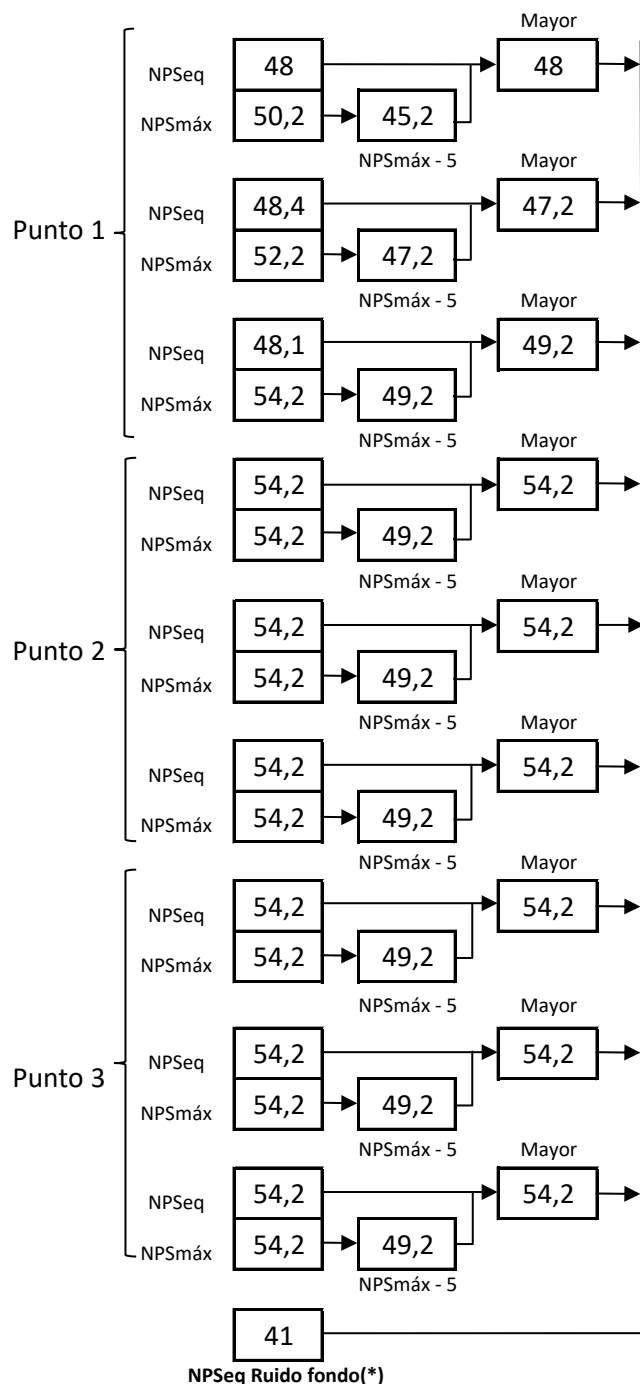 Mayor
NPSeq 48 48
NPSmáx 50,2 45,2
NPSmáx - 5
Mayor
Punto 1
NPSeq 48,4 47,2
NPSmáx 52,2 47,2
NPSmáx - 5
Mayor
NPSeq 48,1 49,2
NPSmáx 54,2 49,2
NPSmáx - 5
Mayor
NPSeq 54,2 54,2
NPSmáx 54,2 49,2
NPSmáx - 5
Mayor
Punto 2
NPSeq 54,2 54,2
NPSmáx 54,2 49,2
NPSmáx - 5
Mayor
NPSeq 54,2 54,2
NPSmáx 54,2 49,2
NPSmáx - 5
Mayor
NPSeq 54,2 54,2
NPSmáx 54,2 49,2
NPSmáx - 5
Mayor
Punto 3
NPSeq 54,2 54,2
NPSmáx 54,2 49,2
NPSmáx - 5
Mayor
NPSeq 54,2 54,2
NPSmáx 54,2 49,2
NPSmáx - 5
41
NPSeq Ruido fondo(*)